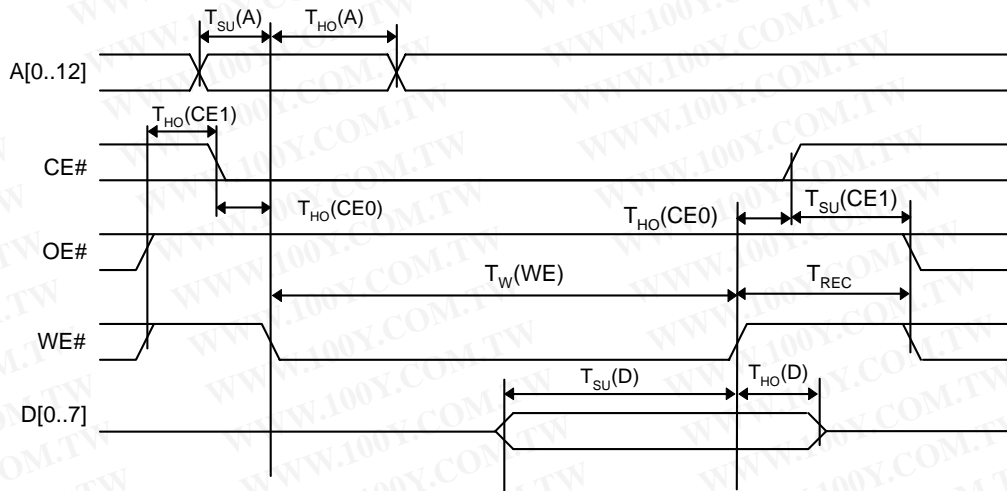 T_SU(A) T_HO(A)
A[0..12]
T_HO(CE1)
CE#
T_HO(CE0) T_HO(CE0) T_SU(CE1)
OE#
T_W(WE) T_REC
WE#
T_SU(D) T_HO(D)
D[0..7]
WWW.100Y.COM.TW